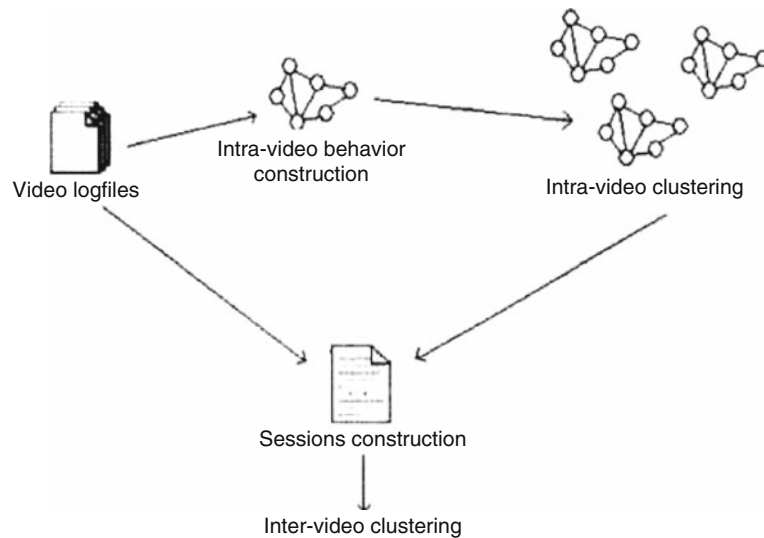 Video logfiles
Intra-video behavior
construction
Intra-video clustering
Sessions construction
Inter-video clustering